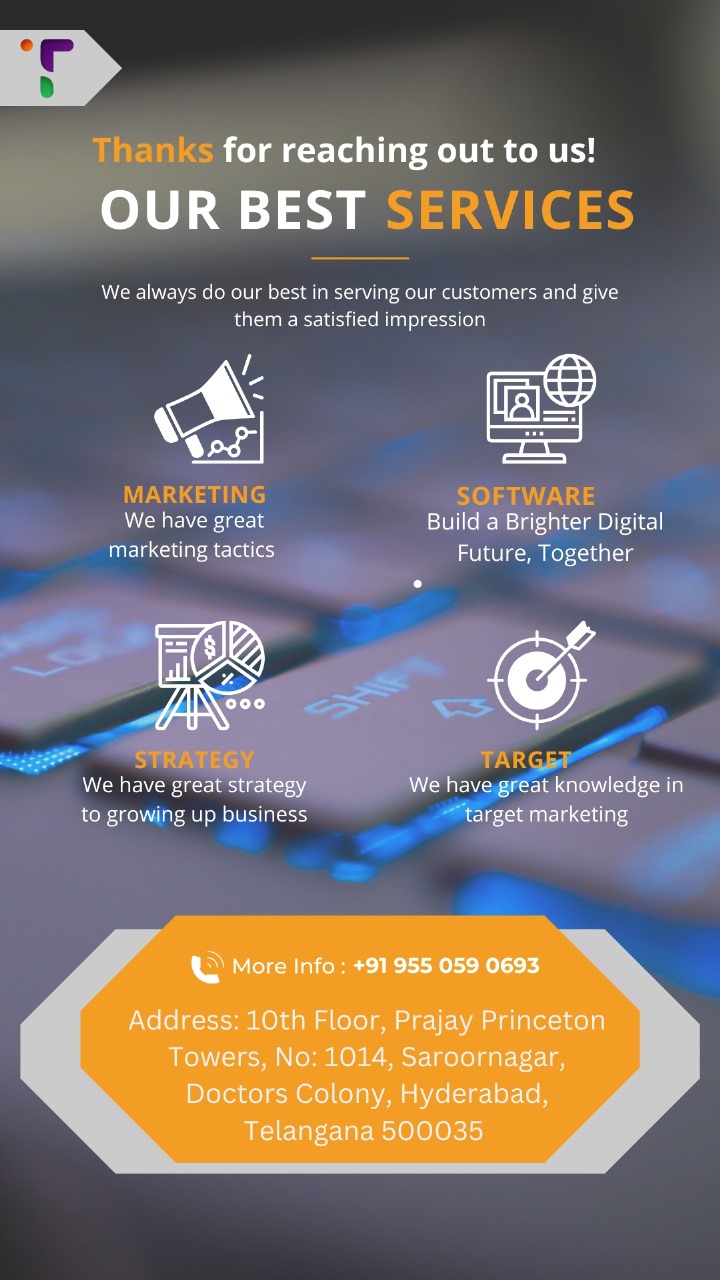 Thanks for reaching out to us!
OUR BEST SERVICES
We always do our best in serving our customers and give
them a satisfied impression
MARKETING
We have great
marketing tactics
SOFTWARE
Build a Brighter Digital
Future, Together
SHIFT
STRATEGY
We have great strategy
to growing up business
TARGET
We have great knowledge in
target marketing
More Info : +91 955 059 0693
Address: 10th Floor, Prajay Princeton
Towers, No: 1014, Saroornagar,
Doctors Colony, Hyderabad,
Telangana 500035